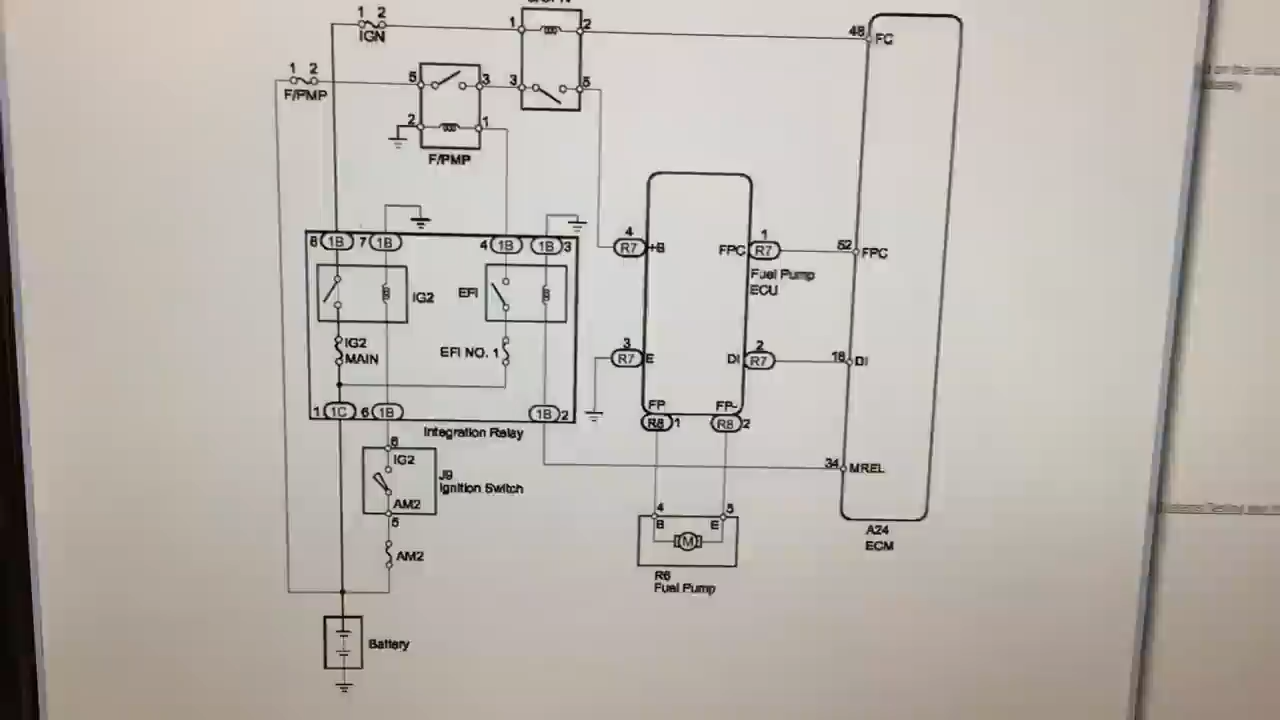 1 2
IGN
1 2
48 FC
1 2
F/PMP
5 3
3 5
2 1
F/PMP
4
R7 +B
1
FPC R7
52 FPC
Fuel Pump
ECU
8 1B
7 1B
4 1B
1B 3
IG2
EFI
IG2
MAIN
EFI NO. 1
3
R7 E
2
DI R7
18 DI
FP
FP-
R8 1
R8 2
1 1C
6 1B
1B 2
Integration Relay
6
IG2
AM2
5
J9
Ignition Switch
34 MREL
AM2
4 5
B E
M
R6
Fuel Pump
A24
ECM
Battery